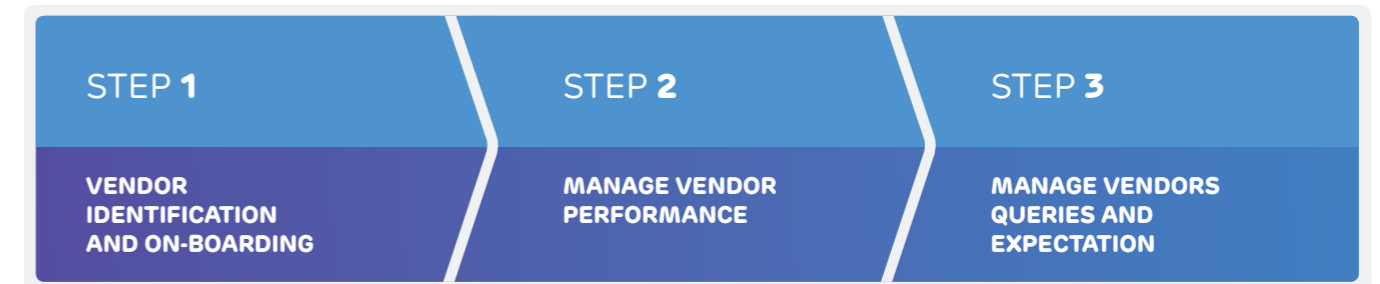 STEP 1
VENDOR
IDENTIFICATION
AND ON-BOARDING
STEP 2
MANAGE VENDOR
PERFORMANCE
STEP 3
MANAGE VENDORS
QUERIES AND
EXPECTATION